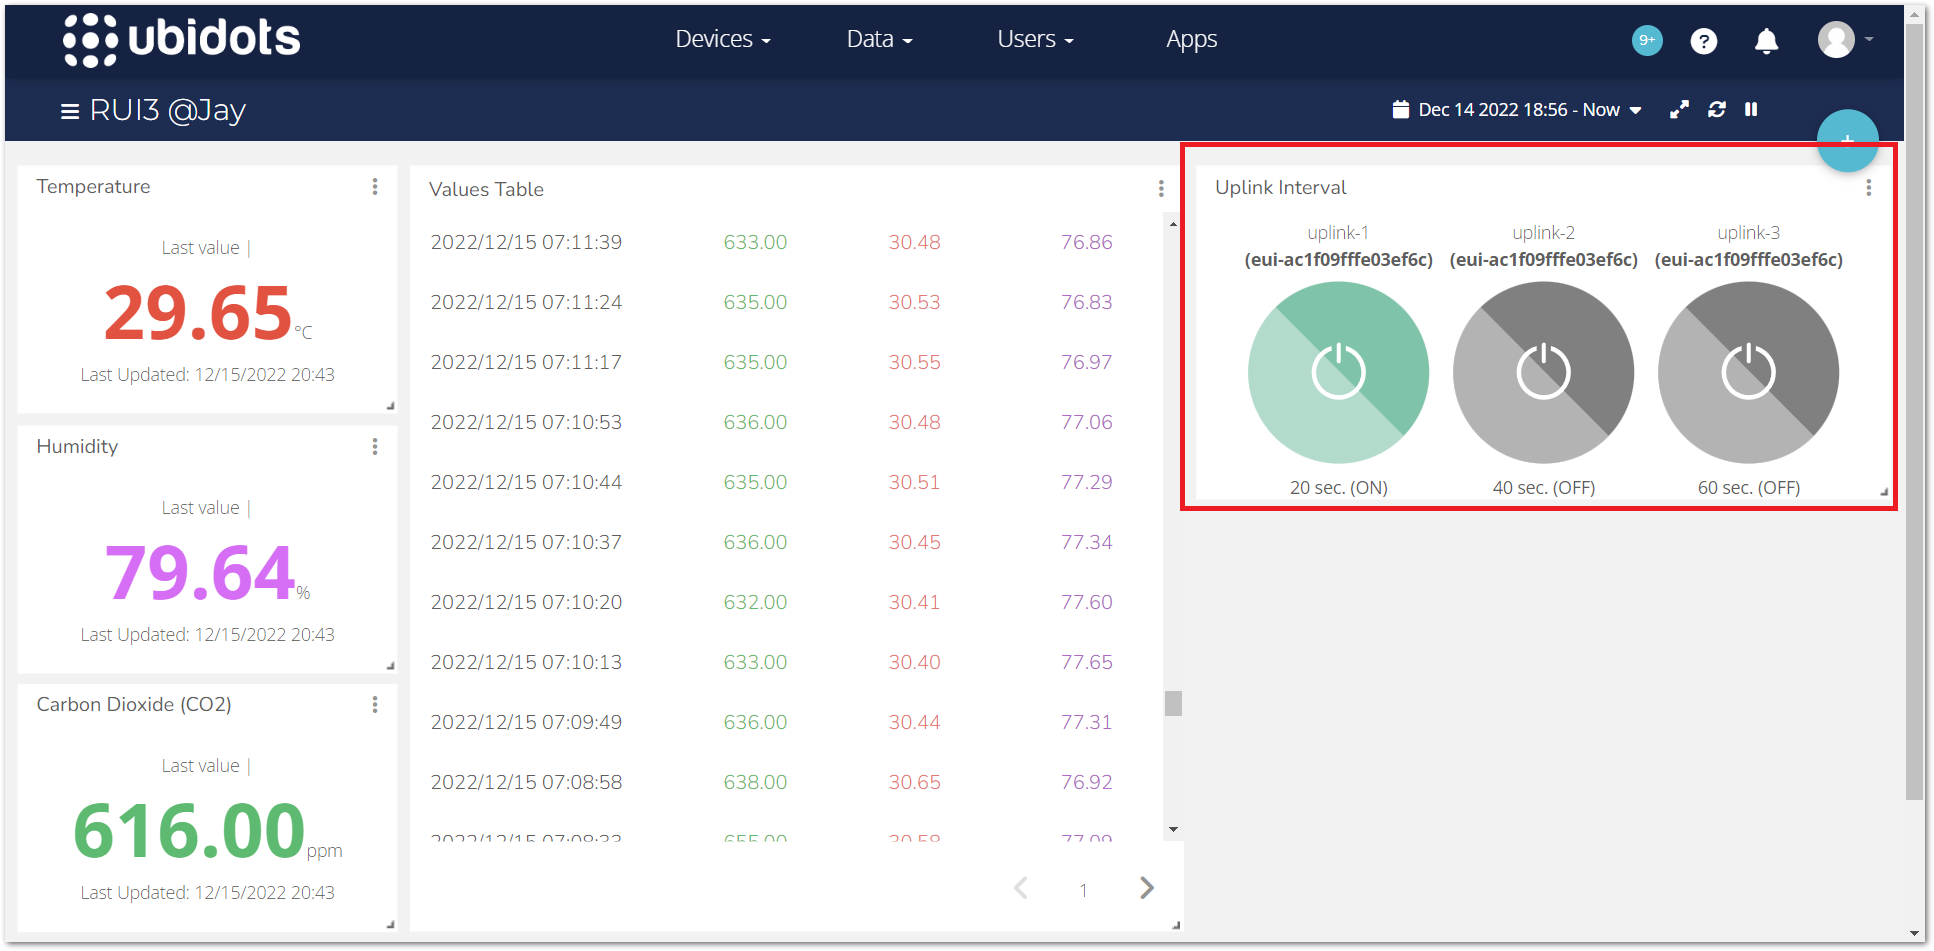 ubidots
Devices
Data
Users
Apps
9+
?
RUI3 @Jay
Dec 14 2022 18:56 - Now
+
Temperature
Last value |
29.65 °C
Last Updated: 12/15/2022 20:43
Humidity
Last value |
79.64 %
Last Updated: 12/15/2022 20:43
Carbon Dioxide (CO2)
Last value |
616.00 ppm
Last Updated: 12/15/2022 20:43
Values Table
2022/12/15 07:11:39 633.00 30.48 76.86
2022/12/15 07:11:24 635.00 30.53 76.83
2022/12/15 07:11:17 635.00 30.55 76.97
2022/12/15 07:10:53 636.00 30.48 77.06
2022/12/15 07:10:44 635.00 30.51 77.29
2022/12/15 07:10:37 636.00 30.45 77.34
2022/12/15 07:10:20 632.00 30.41 77.60
2022/12/15 07:10:13 633.00 30.40 77.65
2022/12/15 07:09:49 636.00 30.44 77.31
2022/12/15 07:08:58 638.00 30.65 76.92
1
Uplink Interval
uplink-1 uplink-2 uplink-3
(eui-ac1f09fffe03ef6c) (eui-ac1f09fffe03ef6c) (eui-ac1f09fffe03ef6c)
20 sec. (ON) 40 sec. (OFF) 60 sec. (OFF)